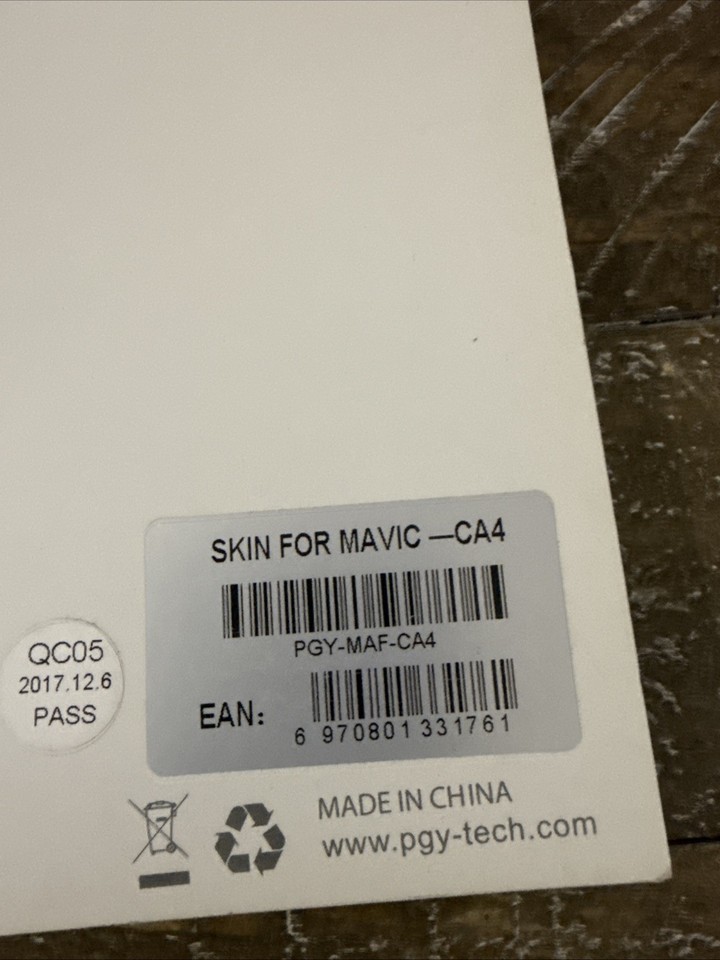 SKIN FOR MAVIC —CA4
PGY-MAF-CA4
EAN:
6 970801 331761
QC05
2017.12.6
PASS
MADE IN CHINA
www.pgy-tech.com